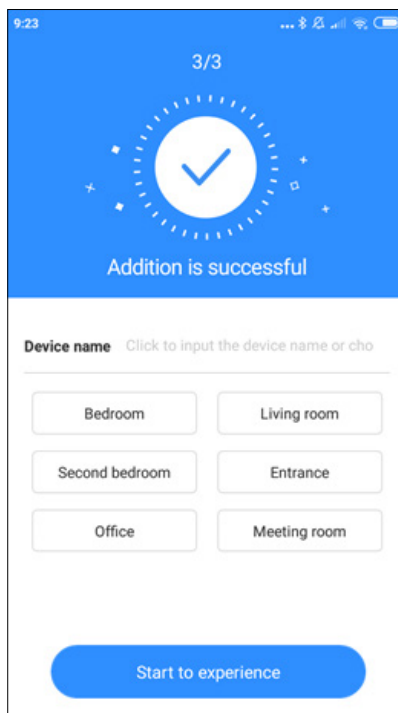 9:23
3/3
Addition is successful
Device name Click to input the device name or cho
Bedroom Living room
Second bedroom Entrance
Office Meeting room
Start to experience